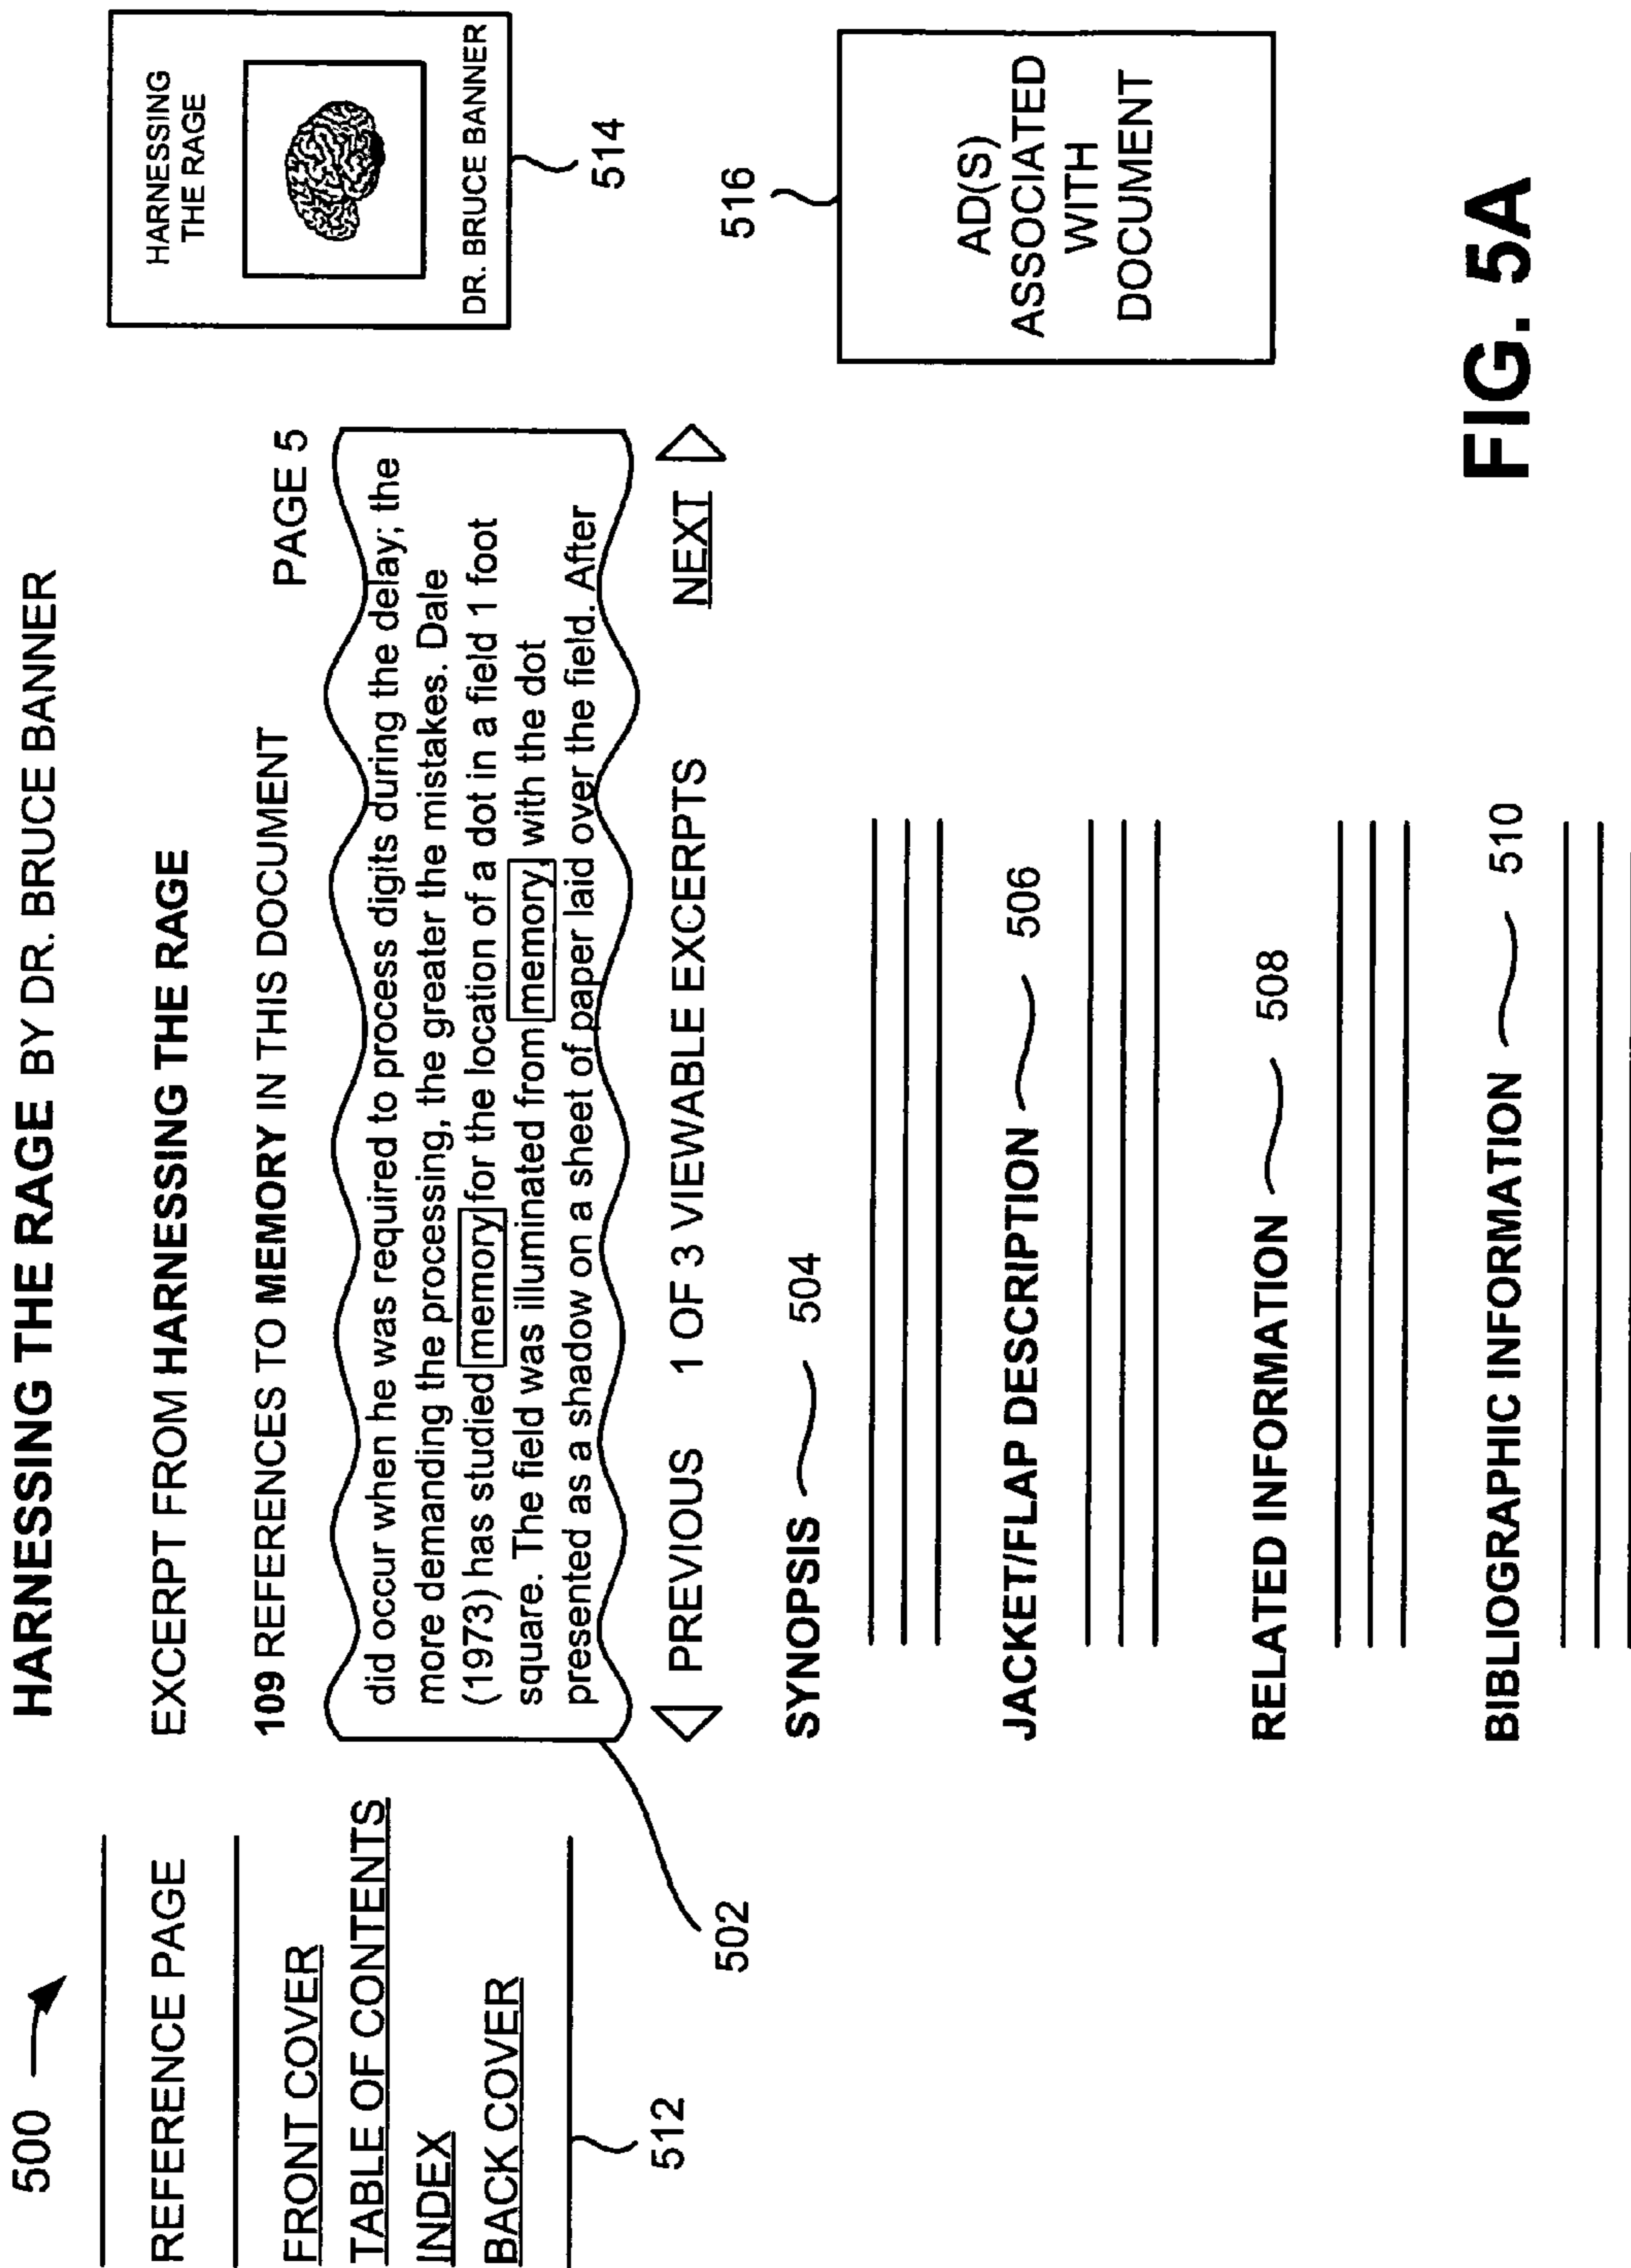 500
HARNESSING THE RAGE BY DR. BRUCE BANNER
REFERENCE PAGE
FRONT COVER
TABLE OF CONTENTS
INDEX
BACK COVER
512
EXCERPT FROM HARNESSING THE RAGE
109 REFERENCES TO MEMORY IN THIS DOCUMENT
PAGE 5
did occur when he was required to process digits during the delay; the
more demanding the processing, the greater the mistakes. Dale
(1973) has studied memory for the location of a dot in a field 1 foot
square. The field was illuminated from memory, with the dot
presented as a shadow on a sheet of paper laid over the field. After
502
PREVIOUS 1 OF 3 VIEWABLE EXCERPTS NEXT
SYNOPSIS 504
JACKET/FLAP DESCRIPTION 506
RELATED INFORMATION 508
BIBLIOGRAPHIC INFORMATION 510
HARNESSING
THE RAGE
DR. BRUCE BANNER
514
516
AD(S)
ASSOCIATED
WITH
DOCUMENT
FIG. 5A